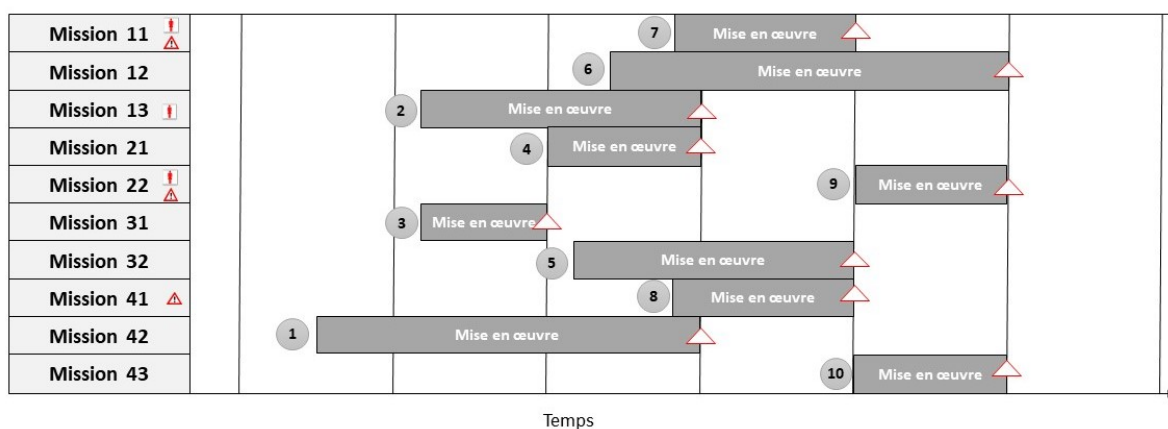 Mission 11 7 Mise en œuvre
Mission 12 6 Mise en œuvre
Mission 13 2 Mise en œuvre
Mission 21 4 Mise en œuvre
Mission 22 9 Mise en œuvre
Mission 31 3 Mise en œuvre
Mission 32 5 Mise en œuvre
Mission 41 8 Mise en œuvre
Mission 42 1 Mise en œuvre
Mission 43 10 Mise en œuvre
Temps